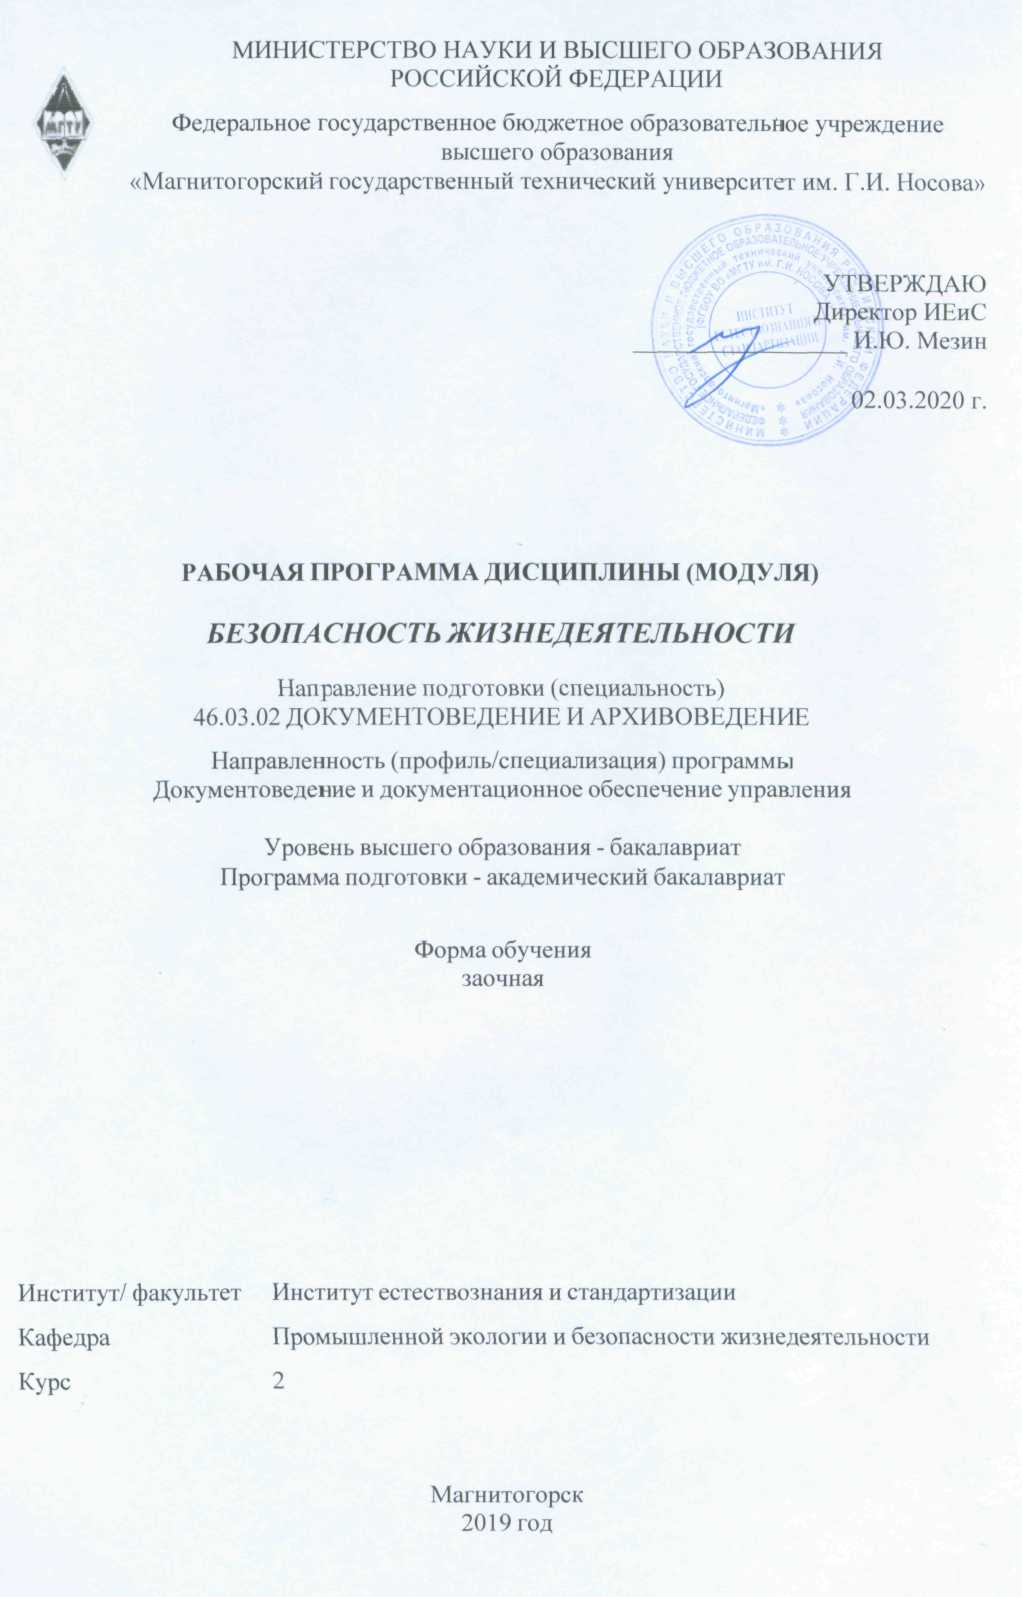 МИНИСТЕРСТВО НАУКИ И ВЫСШЕГО ОБРАЗОВАНИЯ
РОССИЙСКОЙ ФЕДЕРАЦИИ
МГТУ
Федеральное государственное бюджетное образовательное учреждение
высшего образования
«Магнитогорский государственный технический университет им. Г.И. Носова»
УТВЕРЖДАЮ
Директор ИЕиС
И.Ю. Мезин
02.03.2020 г.
ИНСТИТУТ
СТАНДАРТИЗАЦИИ
РАБОЧАЯ ПРОГРАММА ДИСЦИПЛИНЫ (МОДУЛЯ)
БЕЗОПАСНОСТЬ ЖИЗНЕДЕЯТЕЛЬНОСТИ
Направление подготовки (специальность)
46.03.02 ДОКУМЕНТОВЕДЕНИЕ И АРХИВОВЕДЕНИЕ
Направленность (профиль/специализация) программы
Документоведение и документационное обеспечение управления
Уровень высшего образования - бакалавриат
Программа подготовки - академический бакалавриат
Форма обучения
заочная
Институт/ факультет Институт естествознания и стандартизации
Кафедра Промышленной экологии и безопасности жизнедеятельности
Курс 2
Магнитогорск
2019 год